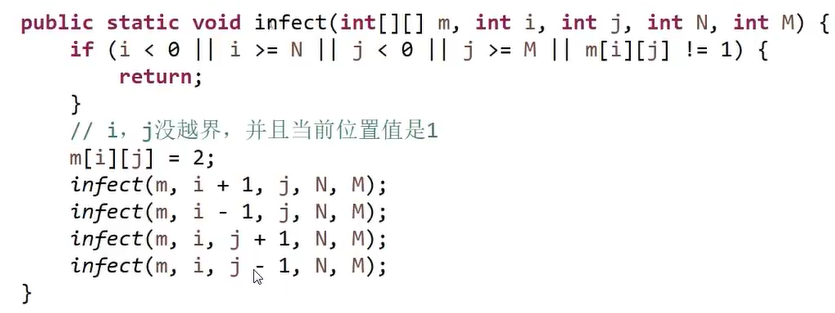 public static void infect(int[][] m, int i, int j, int N, int M) {
    if (i < 0 || i >= N || j < 0 || j >= M || m[i][j] != 1) {
        return;
    }
    // i，j没越界，并且当前位置值是1
    m[i][j] = 2;
    infect(m, i + 1, j, N, M);
    infect(m, i - 1, j, N, M);
    infect(m, i, j + 1, N, M);
    infect(m, i, j - 1, N, M);
}